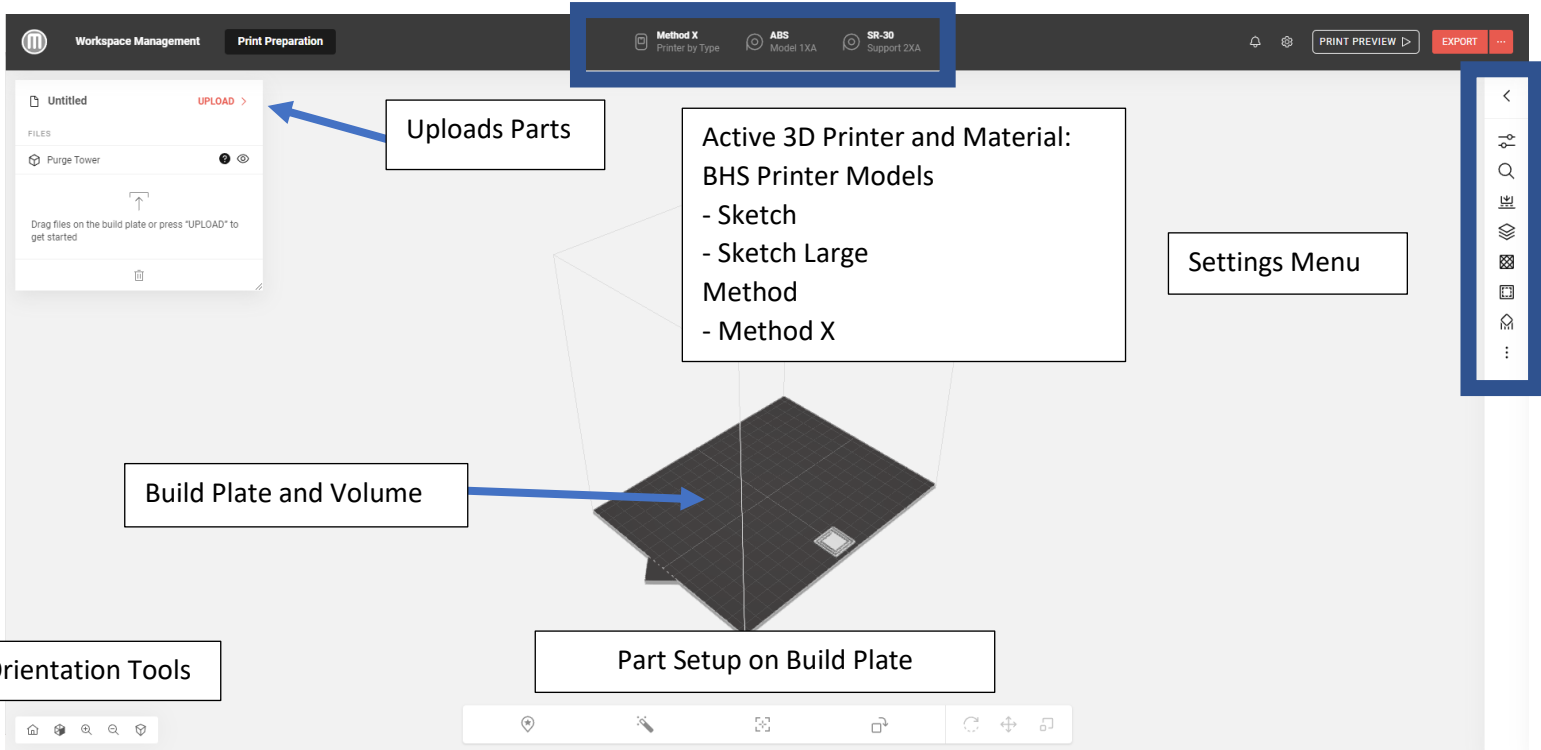 Workspace Management
Print Preparation
Method X
Printer by Type
ABS
Model 1XA
SR-30
Support 2XA
PRINT PREVIEW
EXPORT
Untitled
UPLOAD >
FILES
Purge Tower
Drag files on the build plate or press "UPLOAD" to
get started
Uploads Parts
Active 3D Printer and Material:
BHS Printer Models
- Sketch
- Sketch Large
Method
- Method X
Settings Menu
Build Plate and Volume
Part Setup on Build Plate
rientation Tools